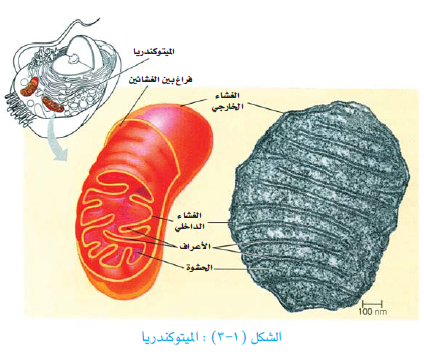 الميتوكندريا
فراغ بين الغشائين
الغشاء
الخارجي
الغشاء
الداخلي
الأعراف
الحشوة
100 nm
الشكل (١-٢) : الميتوكندريا